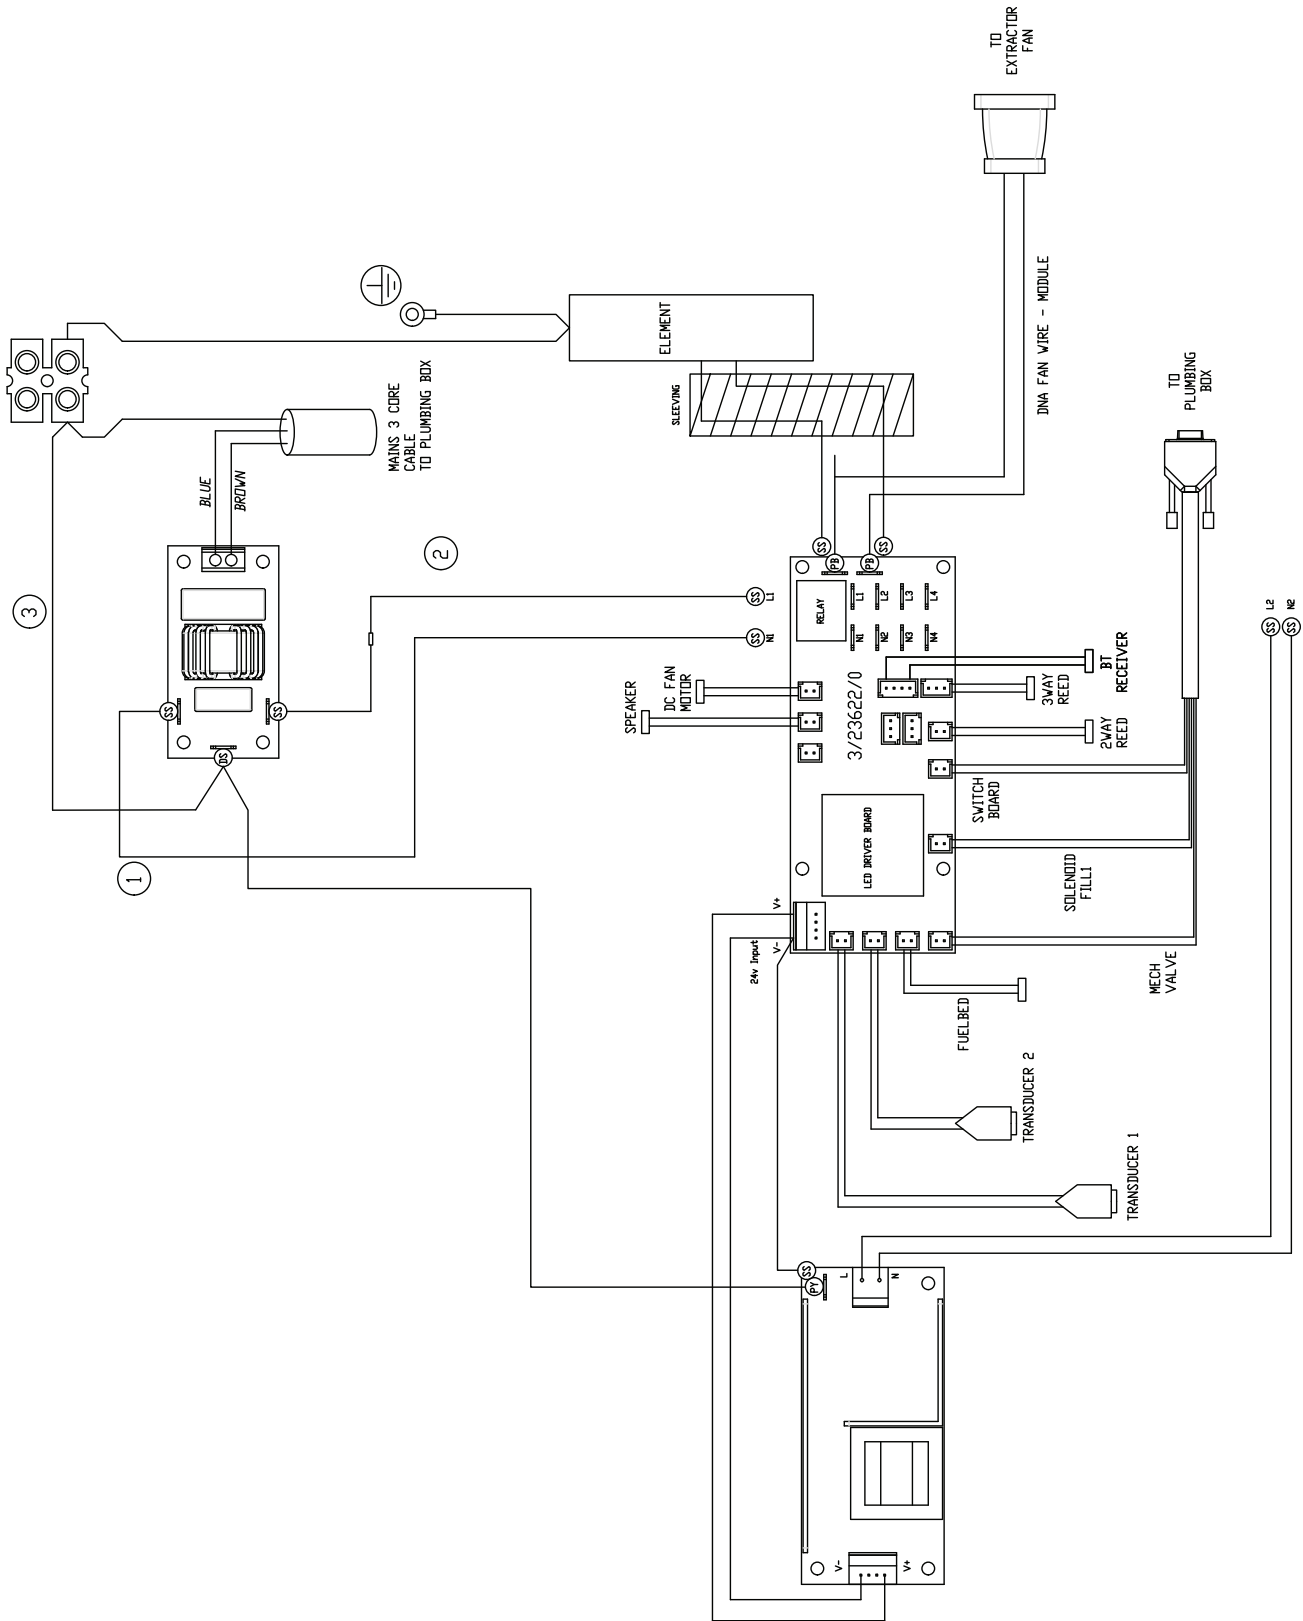 TO
EXTRACTOR
FAN
ELEMENT
SLEEVING
MAINS 3 CORE
CABLE
TO PLUMBING BOX
BLUE
BROWN
3
2
1
SS
SS
DS
DNA FAN WIRE - MODULE
TO
PLUMBING
BOX
SS
L1
SS
N1
SS
PB
PB
SS
RELAY
L1
L2
L3
L4
N1
N2
N3
N4
SPEAKER
DC FAN
MOTOR
3/23622/0
BT
RECEIVER
3WAY
REED
2WAY
REED
SWITCH
BOARD
LED DRIVER BOARD
SOLENOID
FILL1
MECH
VALVE
24v Input
V-
V+
FUELBED
TRANSDUCER 2
TRANSDUCER 1
SS
L2
SS
N2
SS
PY
L
N
V-
V+